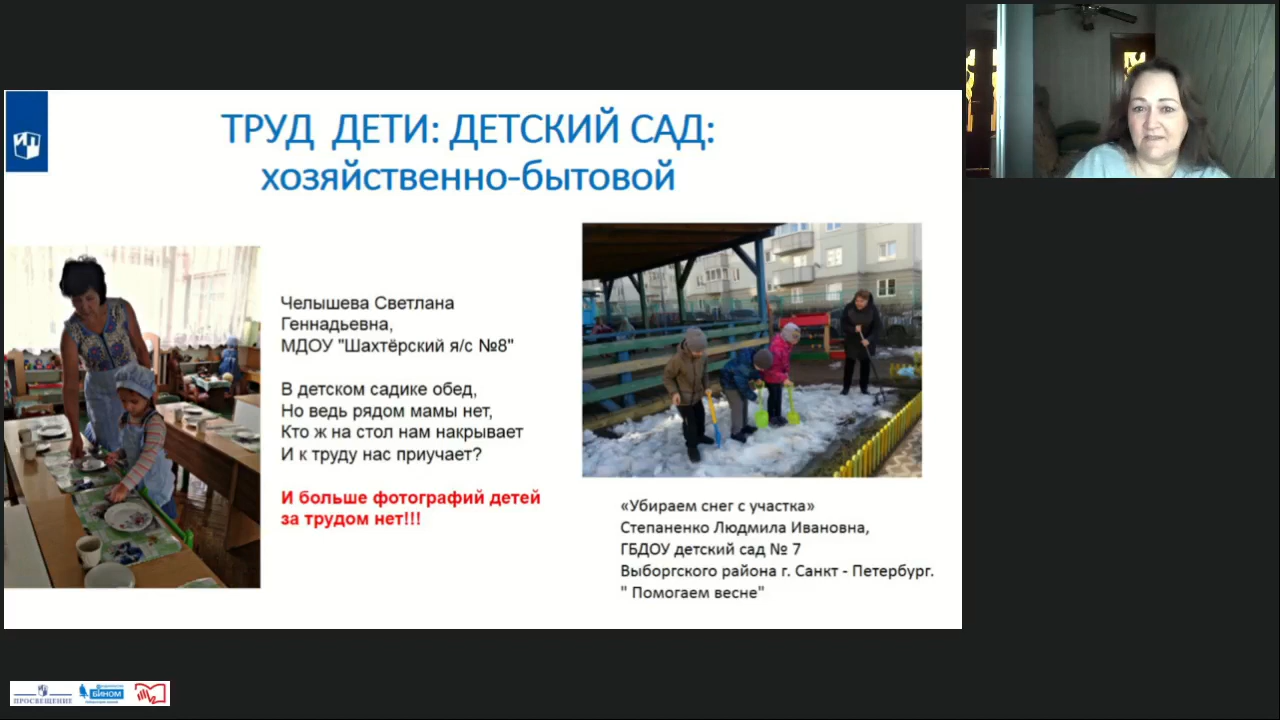 ИП
ТРУД ДЕТИ: ДЕТСКИЙ САД:
хозяйственно-бытовой
Челышева Светлана
Геннадьевна,
МДОУ "Шахтёрский я/с №8"
В детском садике обед,
Но ведь рядом мамы нет,
Кто ж на стол нам накрывает
И к труду нас приучает?
И больше фотографий детей
за трудом нет!!!
«Убираем снег с участка»
Степаненко Людмила Ивановна,
ГБДОУ детский сад № 7
Выборгского района г. Санкт - Петербург.
" Помогаем весне"
ПРОСВЕЩЕНИЕ
БИНОМ